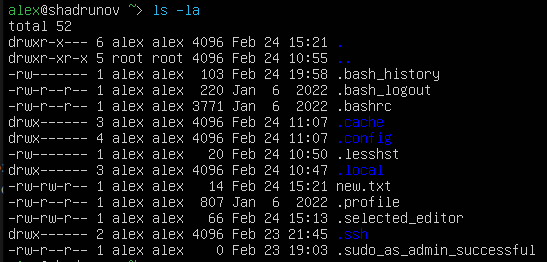 alex@shadrunov ~> ls -la
total 52
drwxr-x--- 6 alex alex 4096 Feb 24 15:21 .
drwxr-xr-x 5 root root 4096 Feb 24 10:55 ..
-rw------- 1 alex alex  103 Feb 24 19:58 .bash_history
-rw-r--r-- 1 alex alex  220 Jan  6  2022 .bash_logout
-rw-r--r-- 1 alex alex 3771 Jan  6  2022 .bashrc
drwx------ 3 alex alex 4096 Feb 24 11:07 .cache
drwx------ 4 alex alex 4096 Feb 24 11:07 .config
-rw------- 1 alex alex   20 Feb 24 10:50 .lesshst
drwx------ 3 alex alex 4096 Feb 24 10:47 .local
-rw-rw-r-- 1 alex alex   14 Feb 24 15:21 new.txt
-rw-r--r-- 1 alex alex  807 Jan  6  2022 .profile
-rw-rw-r-- 1 alex alex   66 Feb 24 15:13 .selected_editor
drwx------ 2 alex alex 4096 Feb 23 21:45 .ssh
-rw-r--r-- 1 alex alex    0 Feb 23 19:03 .sudo_as_admin_successful